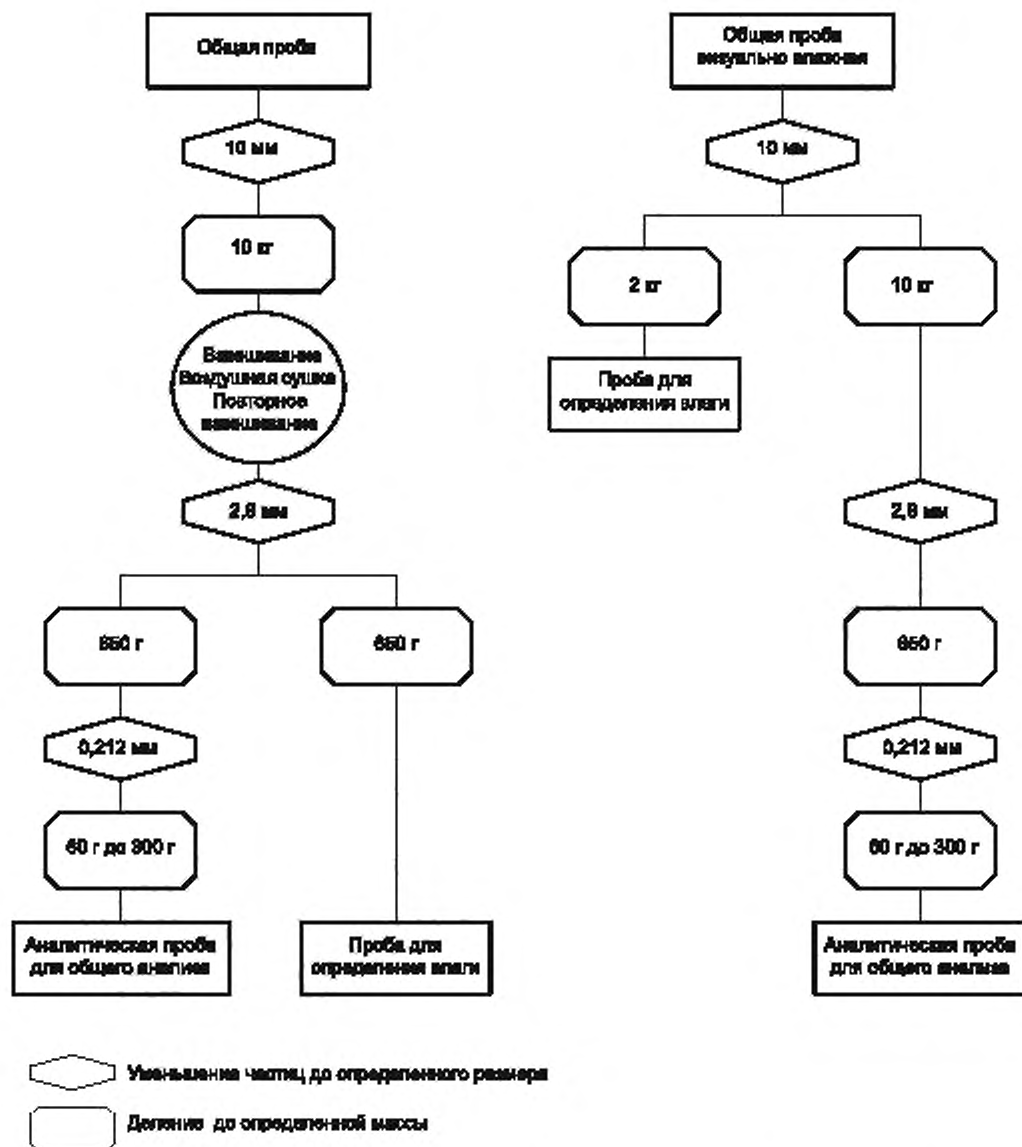 Общая проба
10 мм
10 кг
Взвешивание
Воздушная сушка
Повторное
взвешивание
2,8 мм
650 г
650 г
0,212 мм
60 г до 300 г
Аналитическая проба
для общего анализа
Проба для
определения влаги
Общая проба
визуально влажная
10 мм
2 кг
10 кг
Проба для
определения влаги
2,8 мм
650 г
0,212 мм
60 г до 300 г
Аналитическая проба
для общего анализа
Уменьшение частиц до определенного размера
Деление до определенной массы